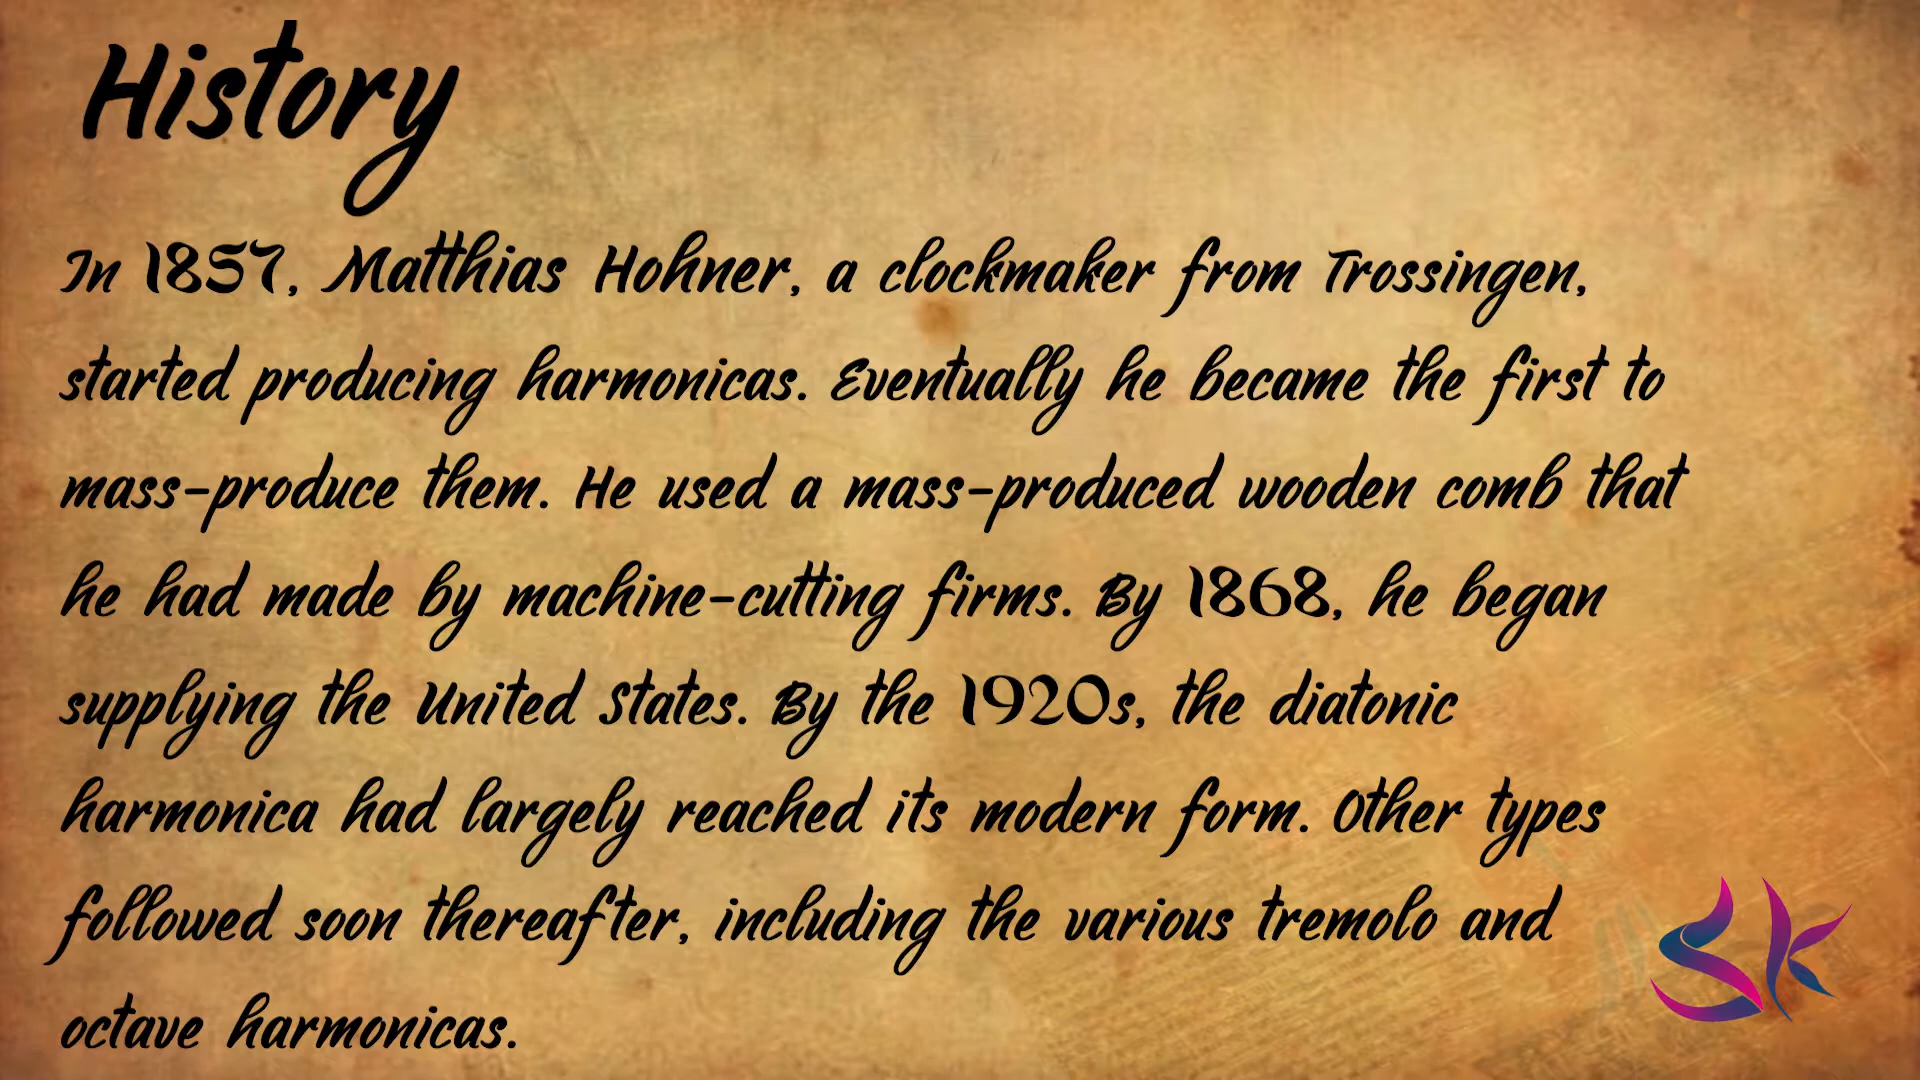 History
In 1857, Matthias Hohner, a clockmaker from Trossingen,
started producing harmonicas. Eventually he became the first to
mass-produce them. He used a mass-produced wooden comb that
he had made by machine-cutting firms. By 1868, he began
supplying the United States. By the 1920s, the diatonic
harmonica had largely reached its modern form. Other types
followed soon thereafter, including the various tremolo and
octave harmonicas.
SK